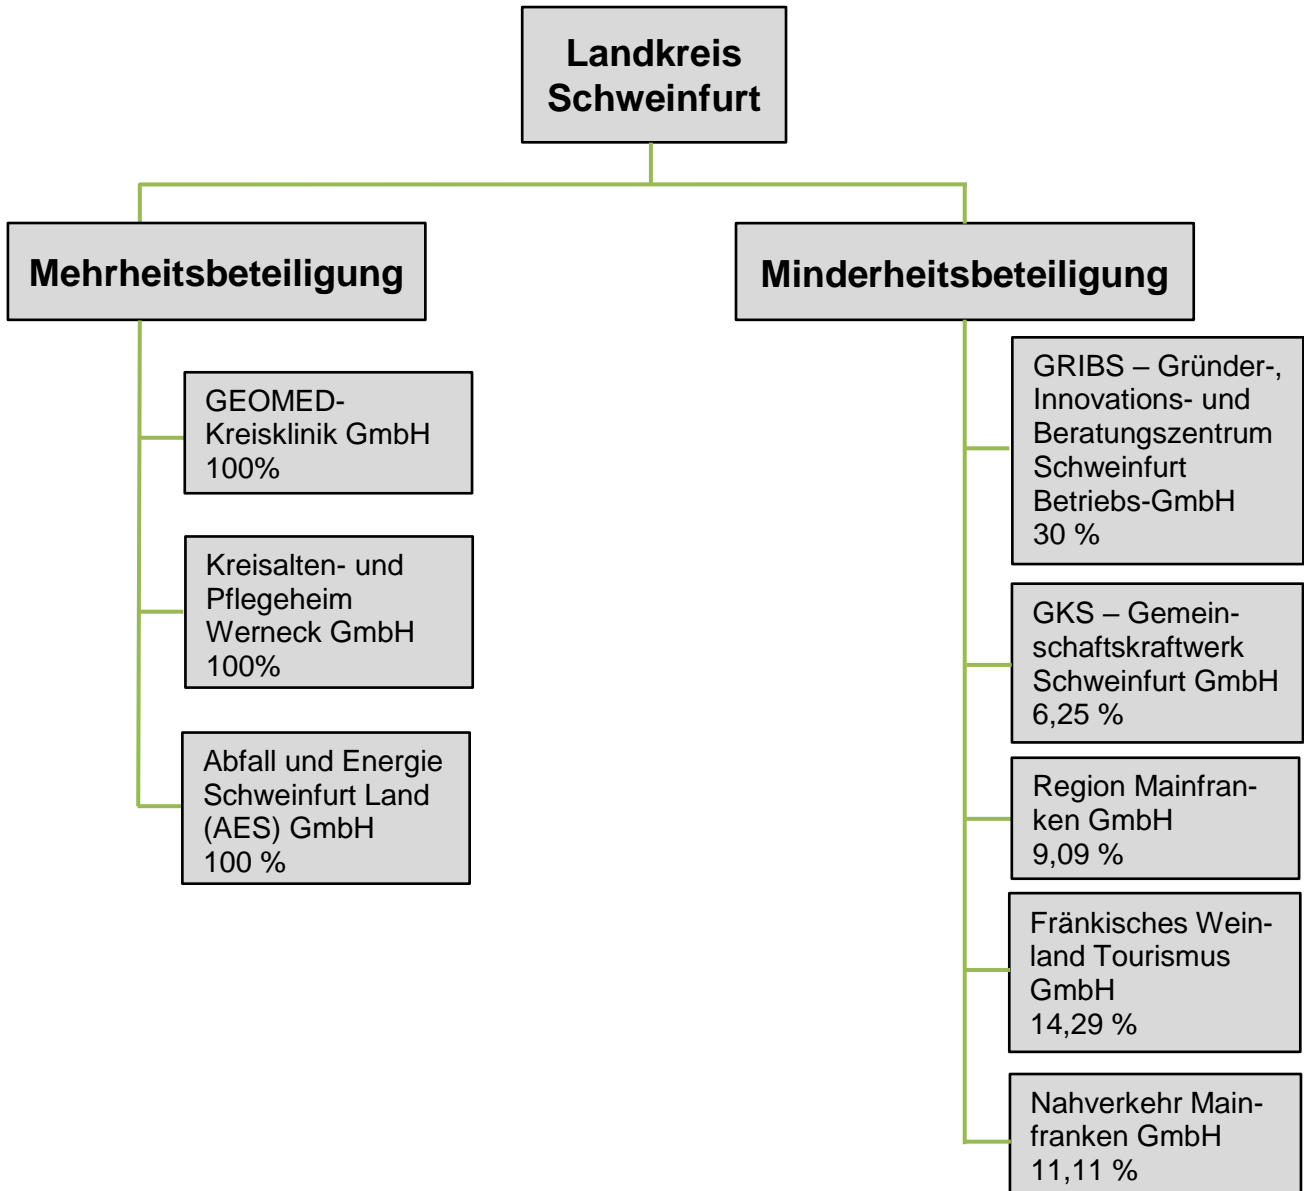 Landkreis
Schweinfurt
Mehrheitsbeteiligung
GEOMED-
Kreisklinik GmbH
100%
Kreisalten- und
Pflegeheim
Werneck GmbH
100%
Abfall und Energie
Schweinfurt Land
(AES) GmbH
100 %
Minderheitsbeteiligung
GRIBS – Gründer-,
Innovations- und
Beratungszentrum
Schweinfurt
Betriebs-GmbH
30 %
GKS – Gemein-
schaftskraftwerk
Schweinfurt GmbH
6,25 %
Region Mainfran-
ken GmbH
9,09 %
Fränkisches Wein-
land Tourismus
GmbH
14,29 %
Nahverkehr Main-
franken GmbH
11,11 %